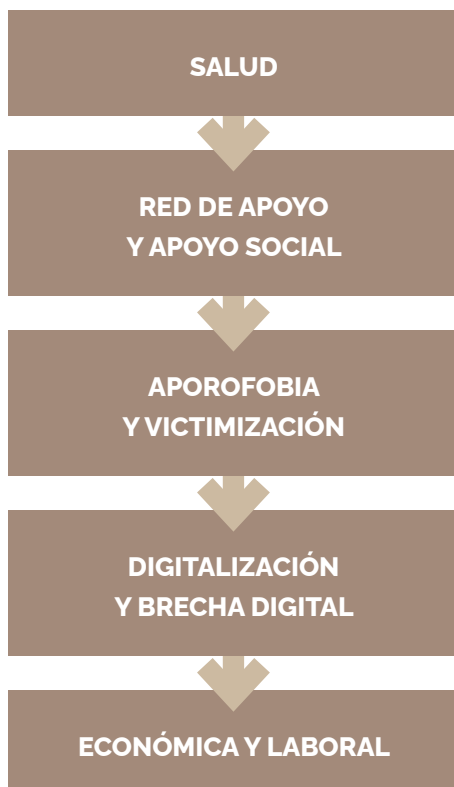 SALUD
RED DE APOYO
Y APOYO SOCIAL
APOROFOBIA
Y VICTIMIZACIÓN
DIGITALIZACIÓN
Y BRECHA DIGITAL
ECONÓMICA Y LABORAL